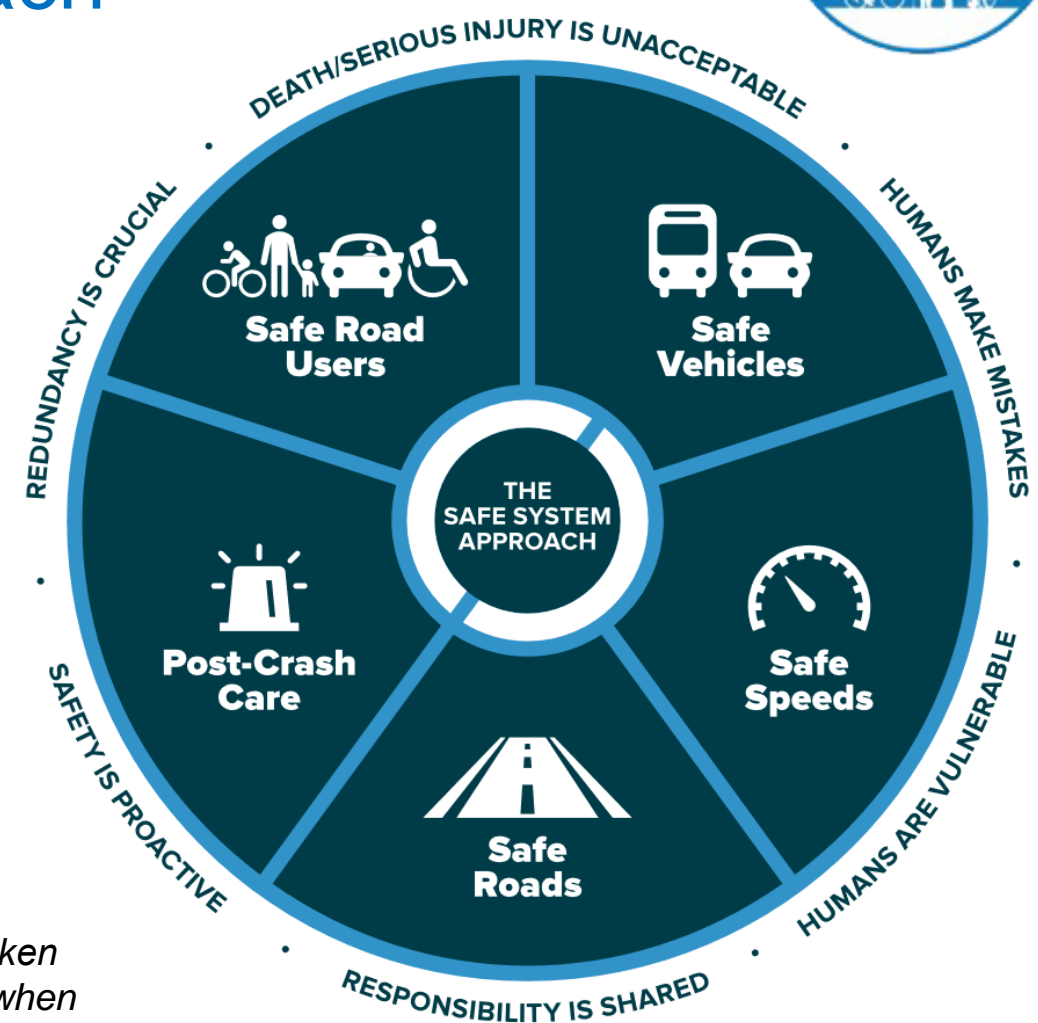 DEATH/SERIOUS INJURY IS UNACCEPTABLE
HUMANS MAKE MISTAKES
HUMANS ARE VULNERABLE
RESPONSIBILITY IS SHARED
SAFETY IS PROACTIVE
REDUNDANCY IS CRUCIAL
Safe Road
Users
Safe
Vehicles
THE
SAFE SYSTEM
APPROACH
Post-Crash
Care
Safe
Speeds
Safe
Roads
when